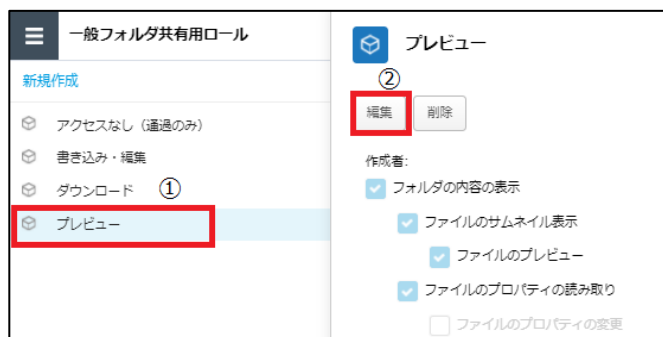 一般フォルダ共有用ロール
新規作成
アクセスなし（通過のみ）
書き込み・編集
ダウンロード ①
プレビュー
プレビュー
②
編集 削除
作成者:
フォルダの内容の表示
ファイルのサムネイル表示
ファイルのプレビュー
ファイルのプロパティの読み取り
ファイルのプロパティの変更